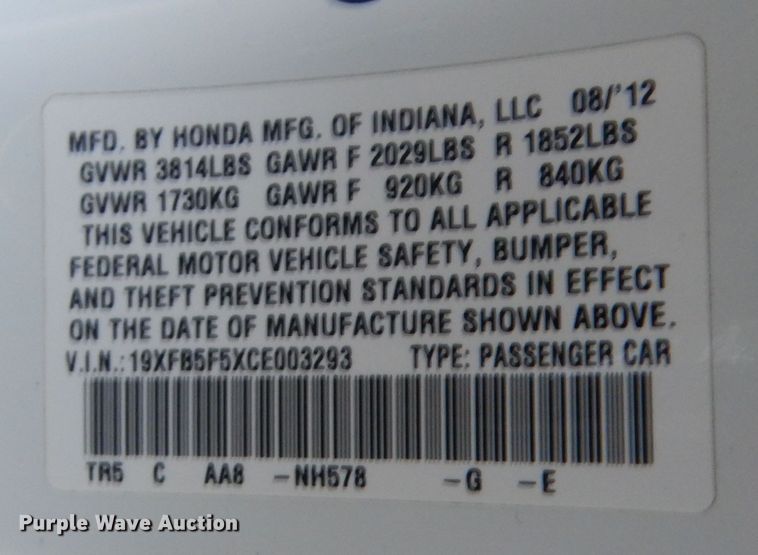 MFD. BY HONDA MFG. OF INDIANA, LLC 08/'12
GVWR 3814LBS GAWR F 2029LBS R 1852LBS
GVWR 1730KG GAWR F 920KG R 840KG
THIS VEHICLE CONFORMS TO ALL APPLICABLE
FEDERAL MOTOR VEHICLE SAFETY, BUMPER,
AND THEFT PREVENTION STANDARDS IN EFFECT
ON THE DATE OF MANUFACTURE SHOWN ABOVE.
V.I.N.: 19XFB5F5XCE003293 TYPE: PASSENGER CAR
TR5 C AA8 -NH578 -G -E
Purple Wave Auction